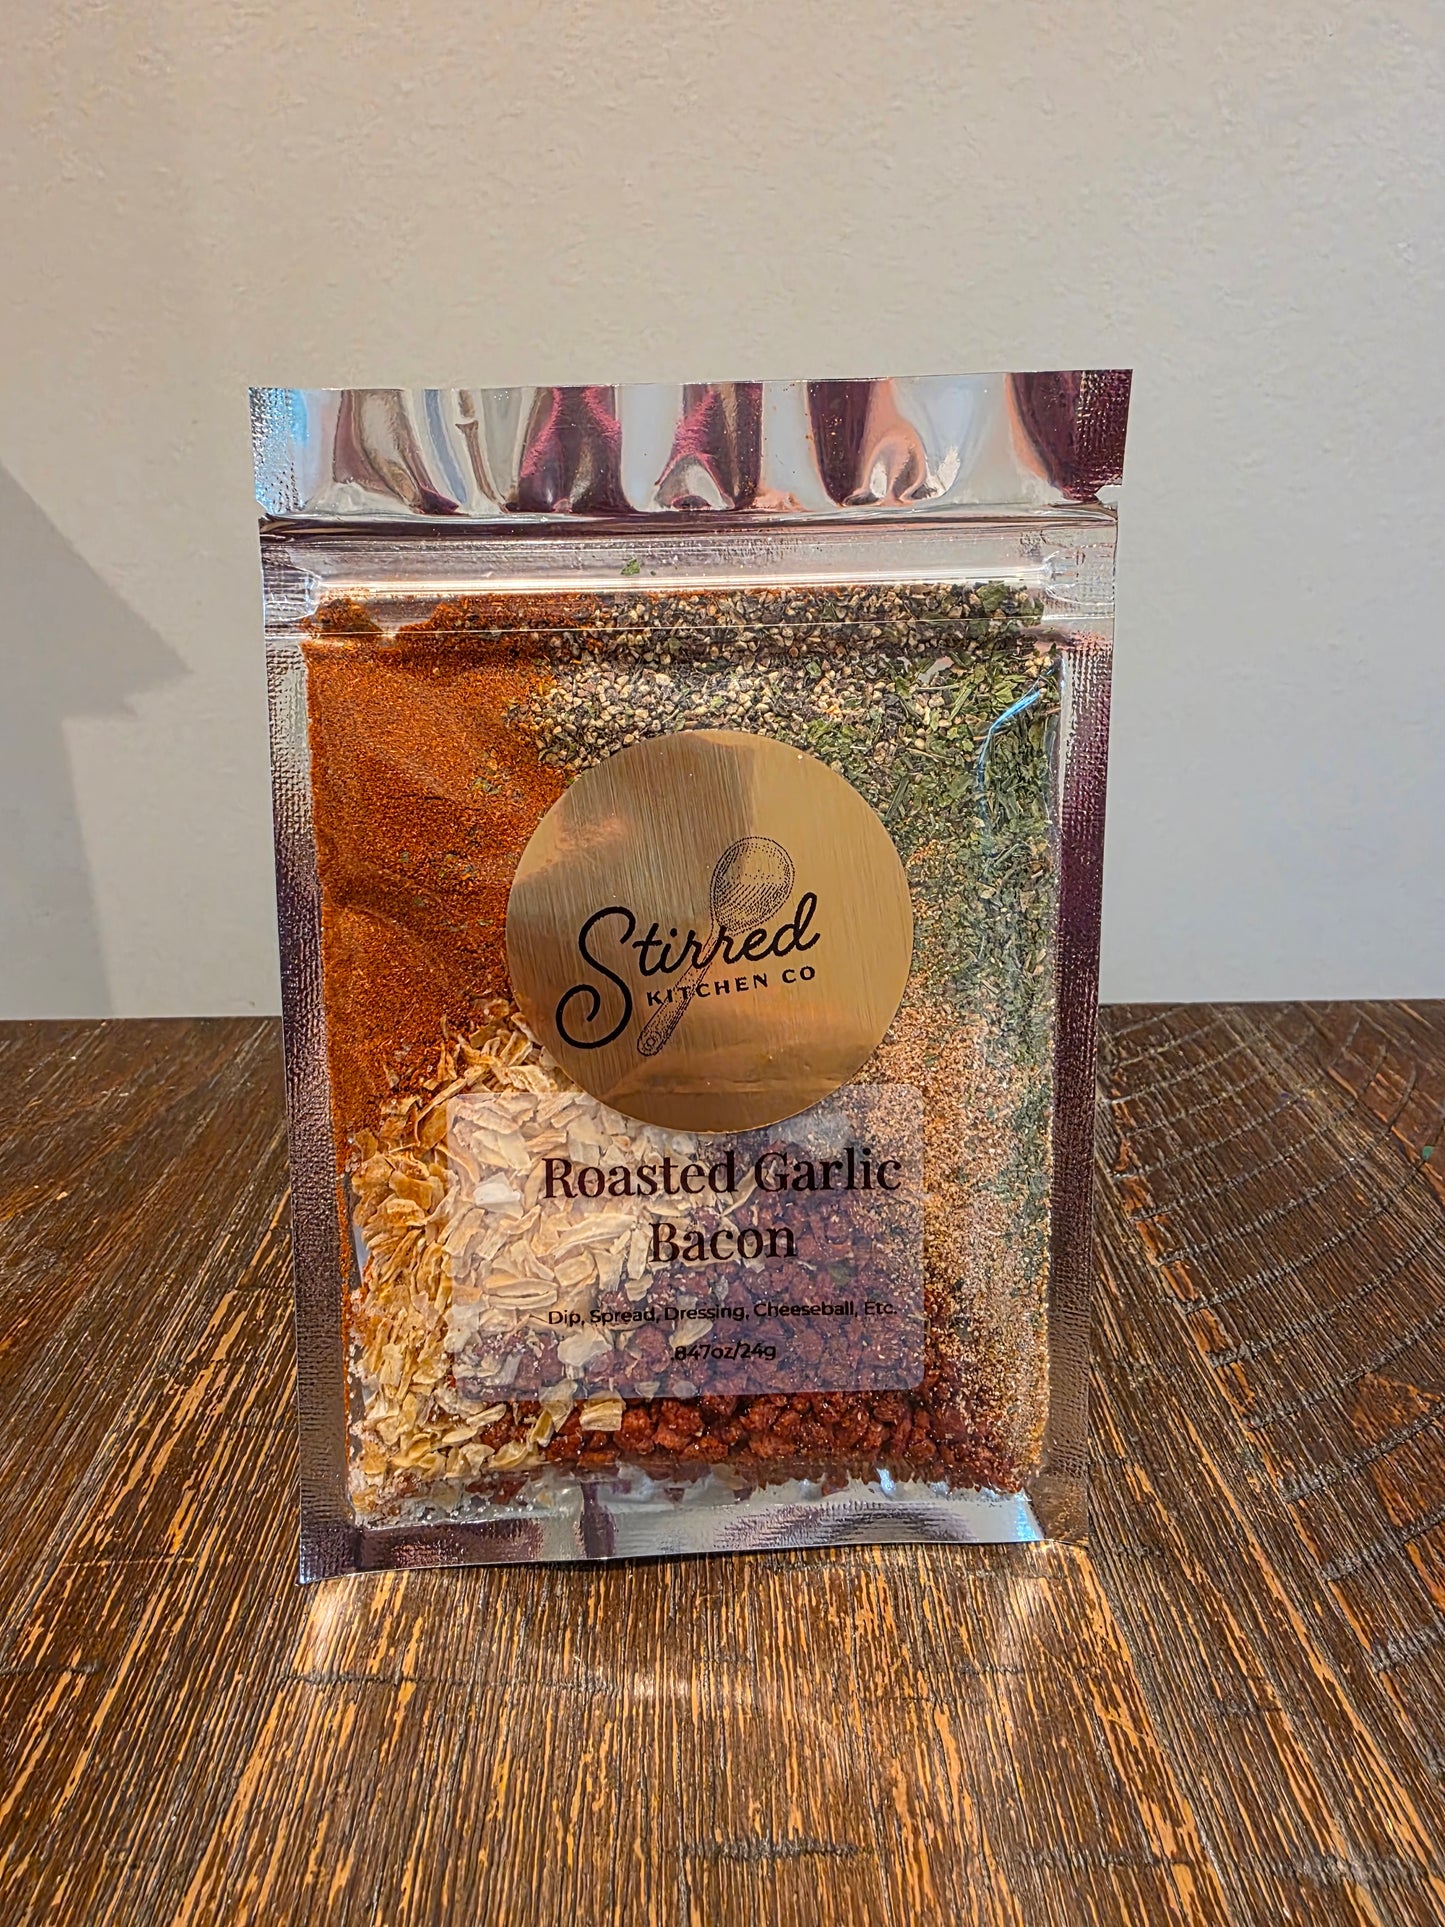 Stirred
KITCHEN CO
Roasted Garlic
Bacon
Dip, Spread, Dressing, Cheeseball, Etc.
.847oz/24g